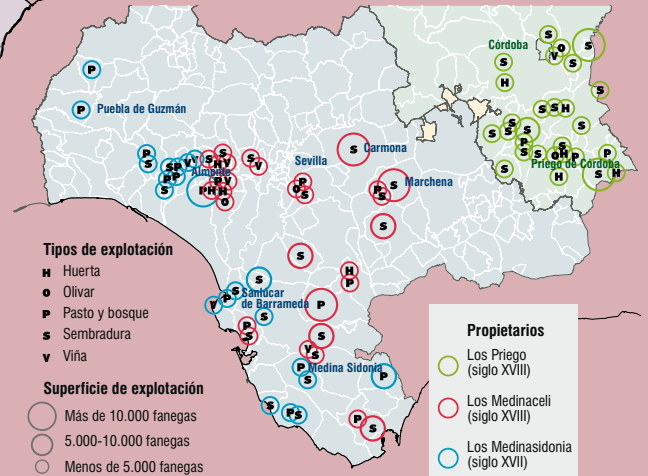 Córdoba
Puebla de Guzmán
Carmona
Sevilla
Almonte
Marchena
Priego de Córdoba
Sanlúcar
de Barrameda
Medina Sidonia
Tipos de explotación
H Huerta
O Olivar
P Pasto y bosque
S Sembradura
V Viña
Superficie de explotación
Más de 10.000 fanegas
5.000-10.000 fanegas
Menos de 5.000 fanegas
Propietarios
Los Priego
(siglo XVIII)
Los Medinaceli
(siglo XVIII)
Los Medinasidonia
(siglo XVII)